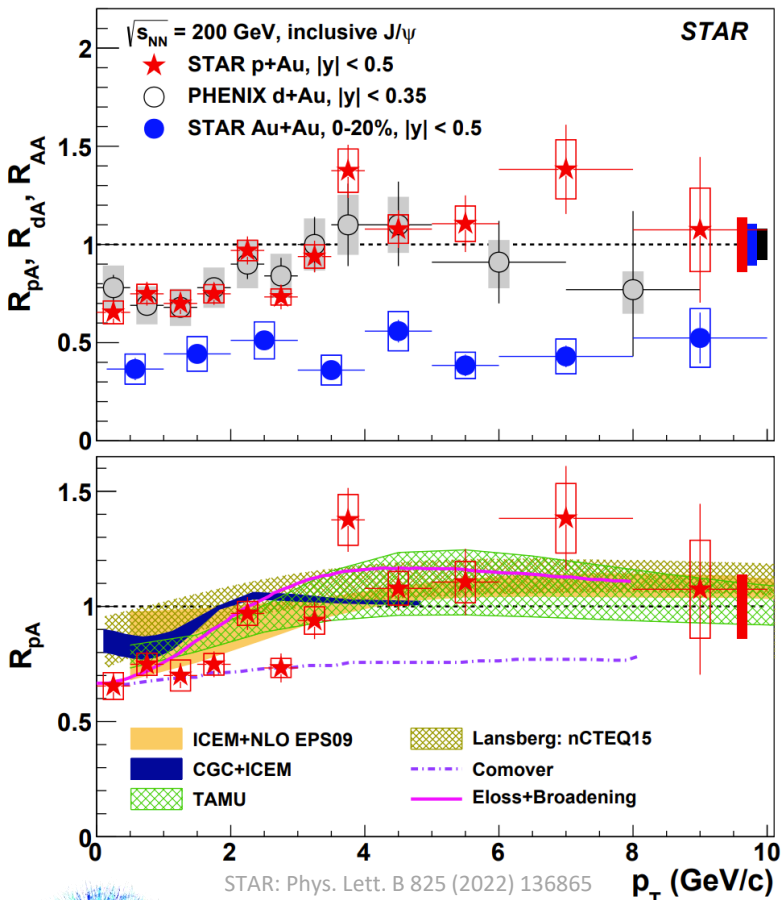 √s_NN = 200 GeV, inclusive J/ψ
STAR
STAR p+Au, |y| < 0.5
PHENIX d+Au, |y| < 0.35
STAR Au+Au, 0-20%, |y| < 0.5
R_pA, R_dA, R_AA
2
1.5
1
0.5
0
1.5
1
0.5
0
R_pA
ICEM+NLO EPS09
CGC+ICEM
TAMU
Lansberg: nCTEQ15
Comover
Eloss+Broadening
0 2 4 6 8 10
STAR: Phys. Lett. B 825 (2022) 136865
p_T (GeV/c)